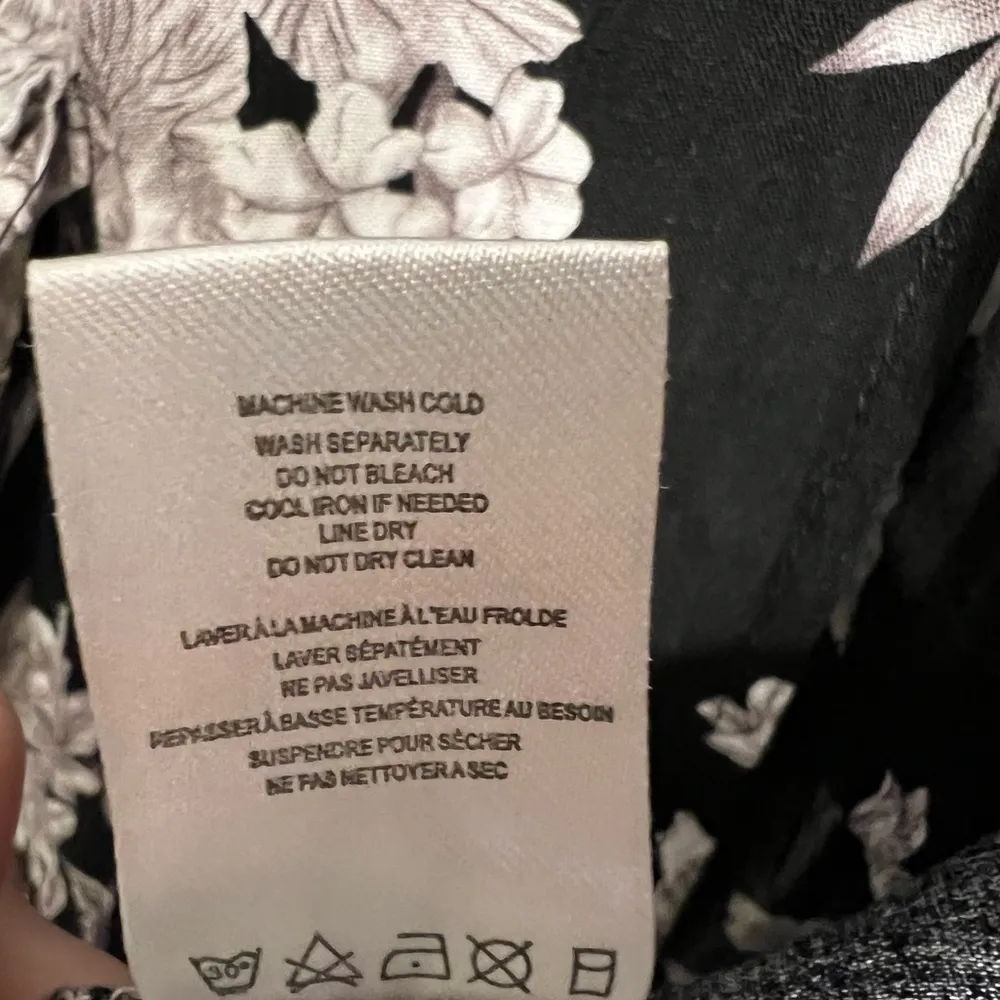 MACHINE WASH COLD
WASH SEPARATELY
DO NOT BLEACH
COOL IRON IF NEEDED
LINE DRY
DO NOT DRY CLEAN
LAVER À LA MACHINE À L'EAU FROLDE
LAVER SÉPATÉMENT
NE PAS JAVELLISER
REPASSER À BASSE TEMPÉRATURE AU BESOIN
SUSPENDRE POUR SÈCHER
NE PAS NETTOYER A SEC
30°